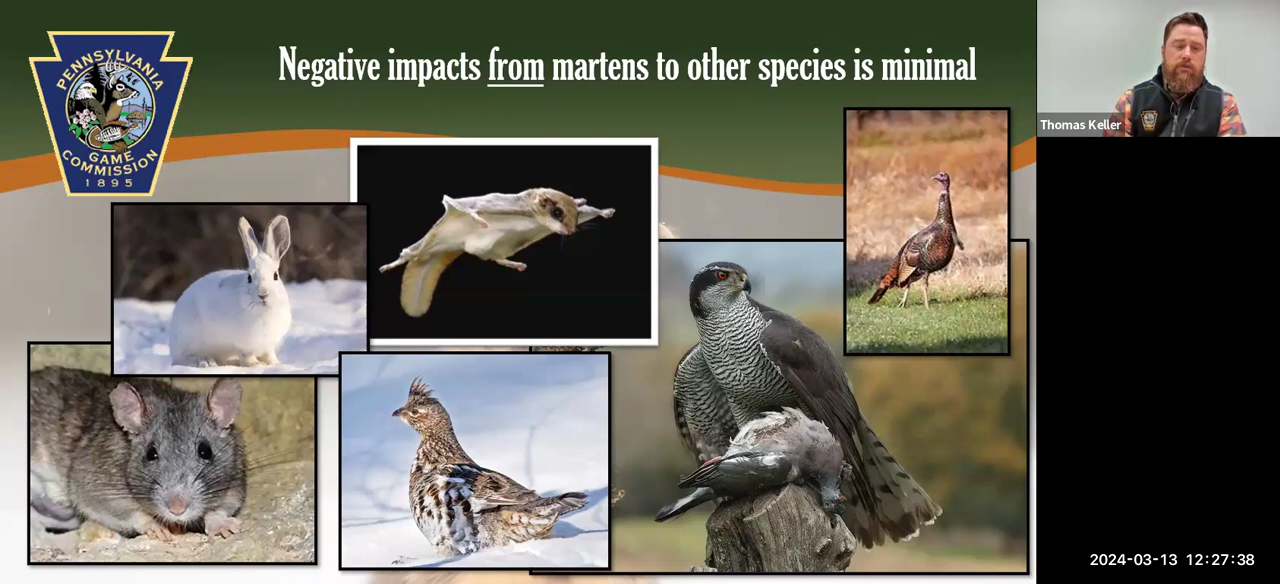 PENNSYLVANIA
GAME
COMMISSION
1895
Negative impacts from martens to other species is minimal
Thomas Keller
2024-03-13 12:27:38